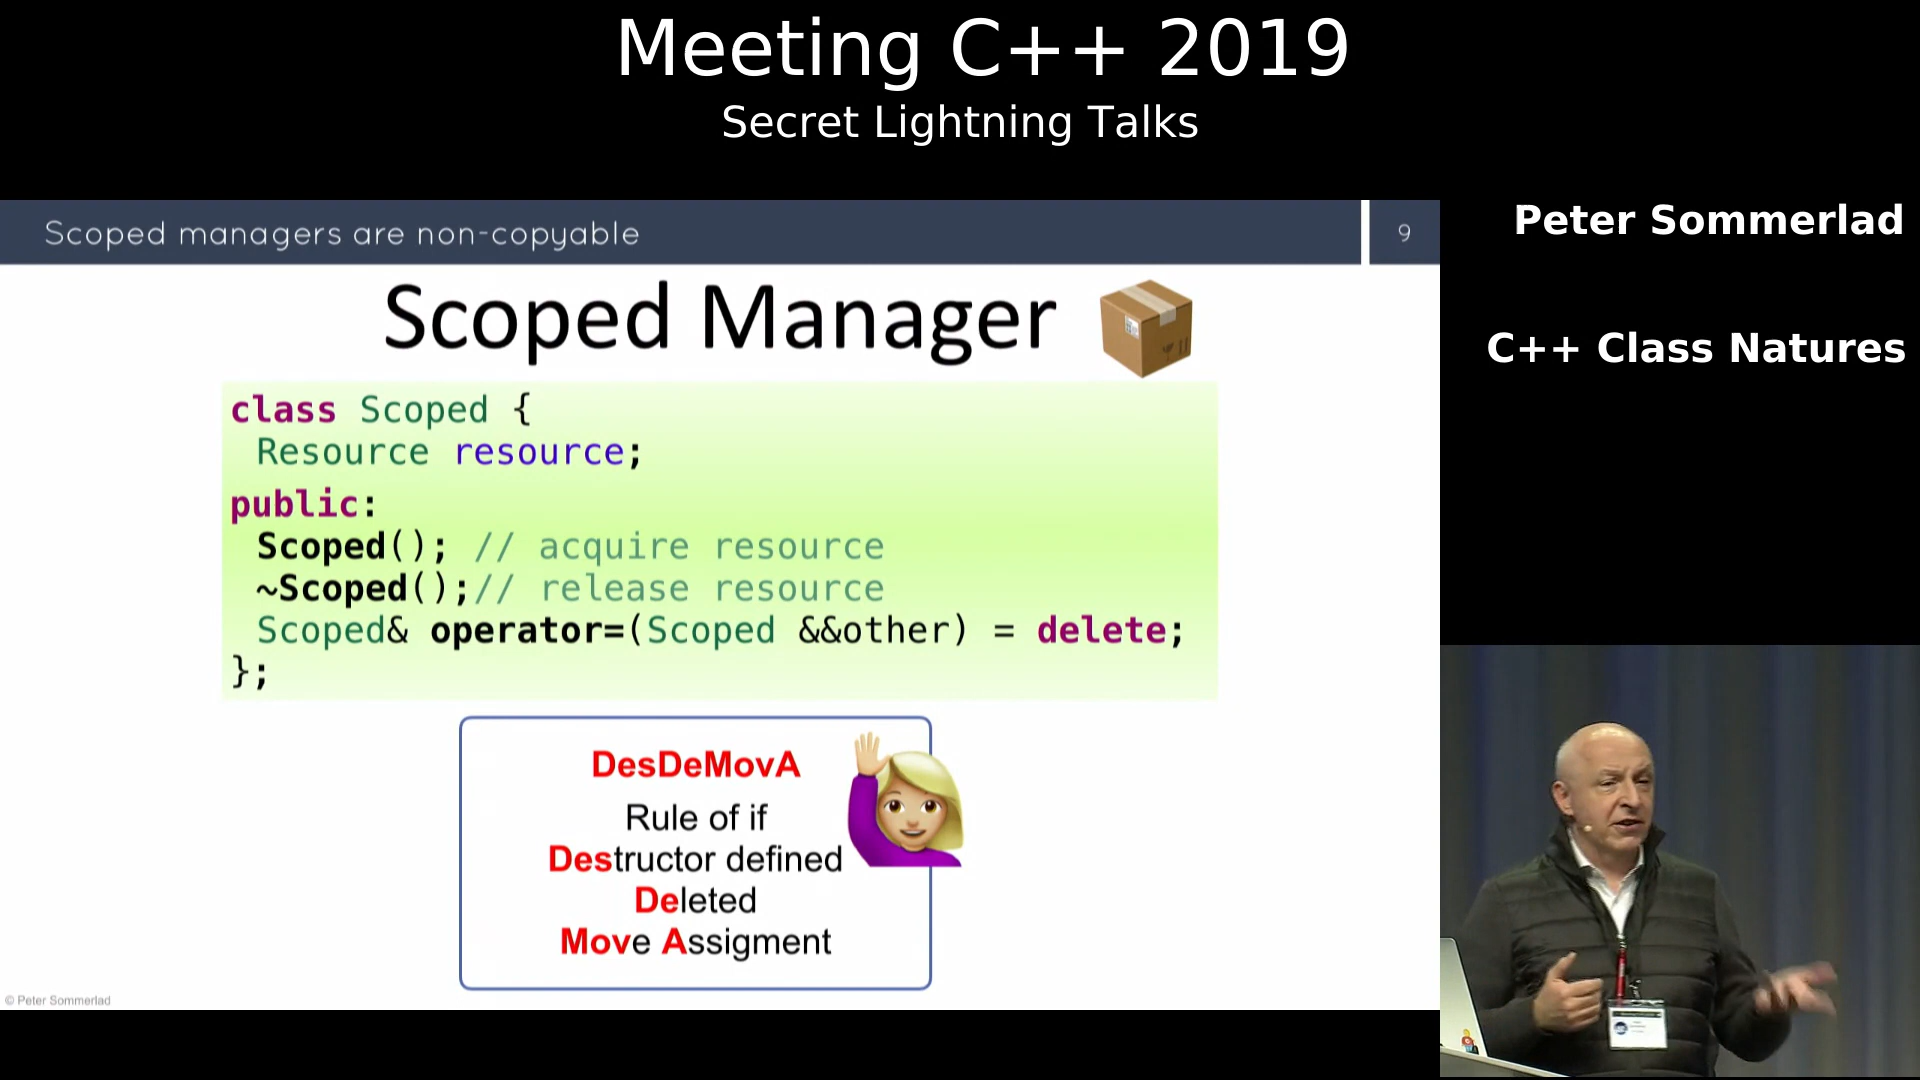 Meeting C++ 2019
Secret Lightning Talks
Scoped managers are non-copyable
9
Peter Sommerlad
C++ Class Natures
Scoped Manager
class Scoped {
Resource resource;
public:
Scoped(); // acquire resource
~Scoped();// release resource
Scoped& operator=(Scoped &&other) = delete;
};
DesDeMovA
Rule of if
Destructor defined
Deleted
Move Assigment
© Peter Sommerlad